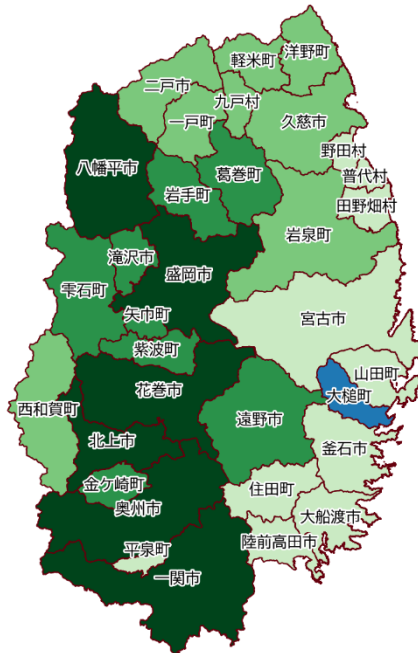 洋野町
軽米町
二戸市
九戸村
一戸町
久慈市
野田村
八幡平市
普代村
葛巻町
岩手町
田野畑村
岩泉町
滝沢市
盛岡市
雫石町
宮古市
矢巾町
紫波町
山田町
花巻市
大槌町
西和賀町
遠野市
北上市
釜石市
金ケ崎町
住田町
奥州市
大船渡市
陸前高田市
平泉町
一関市